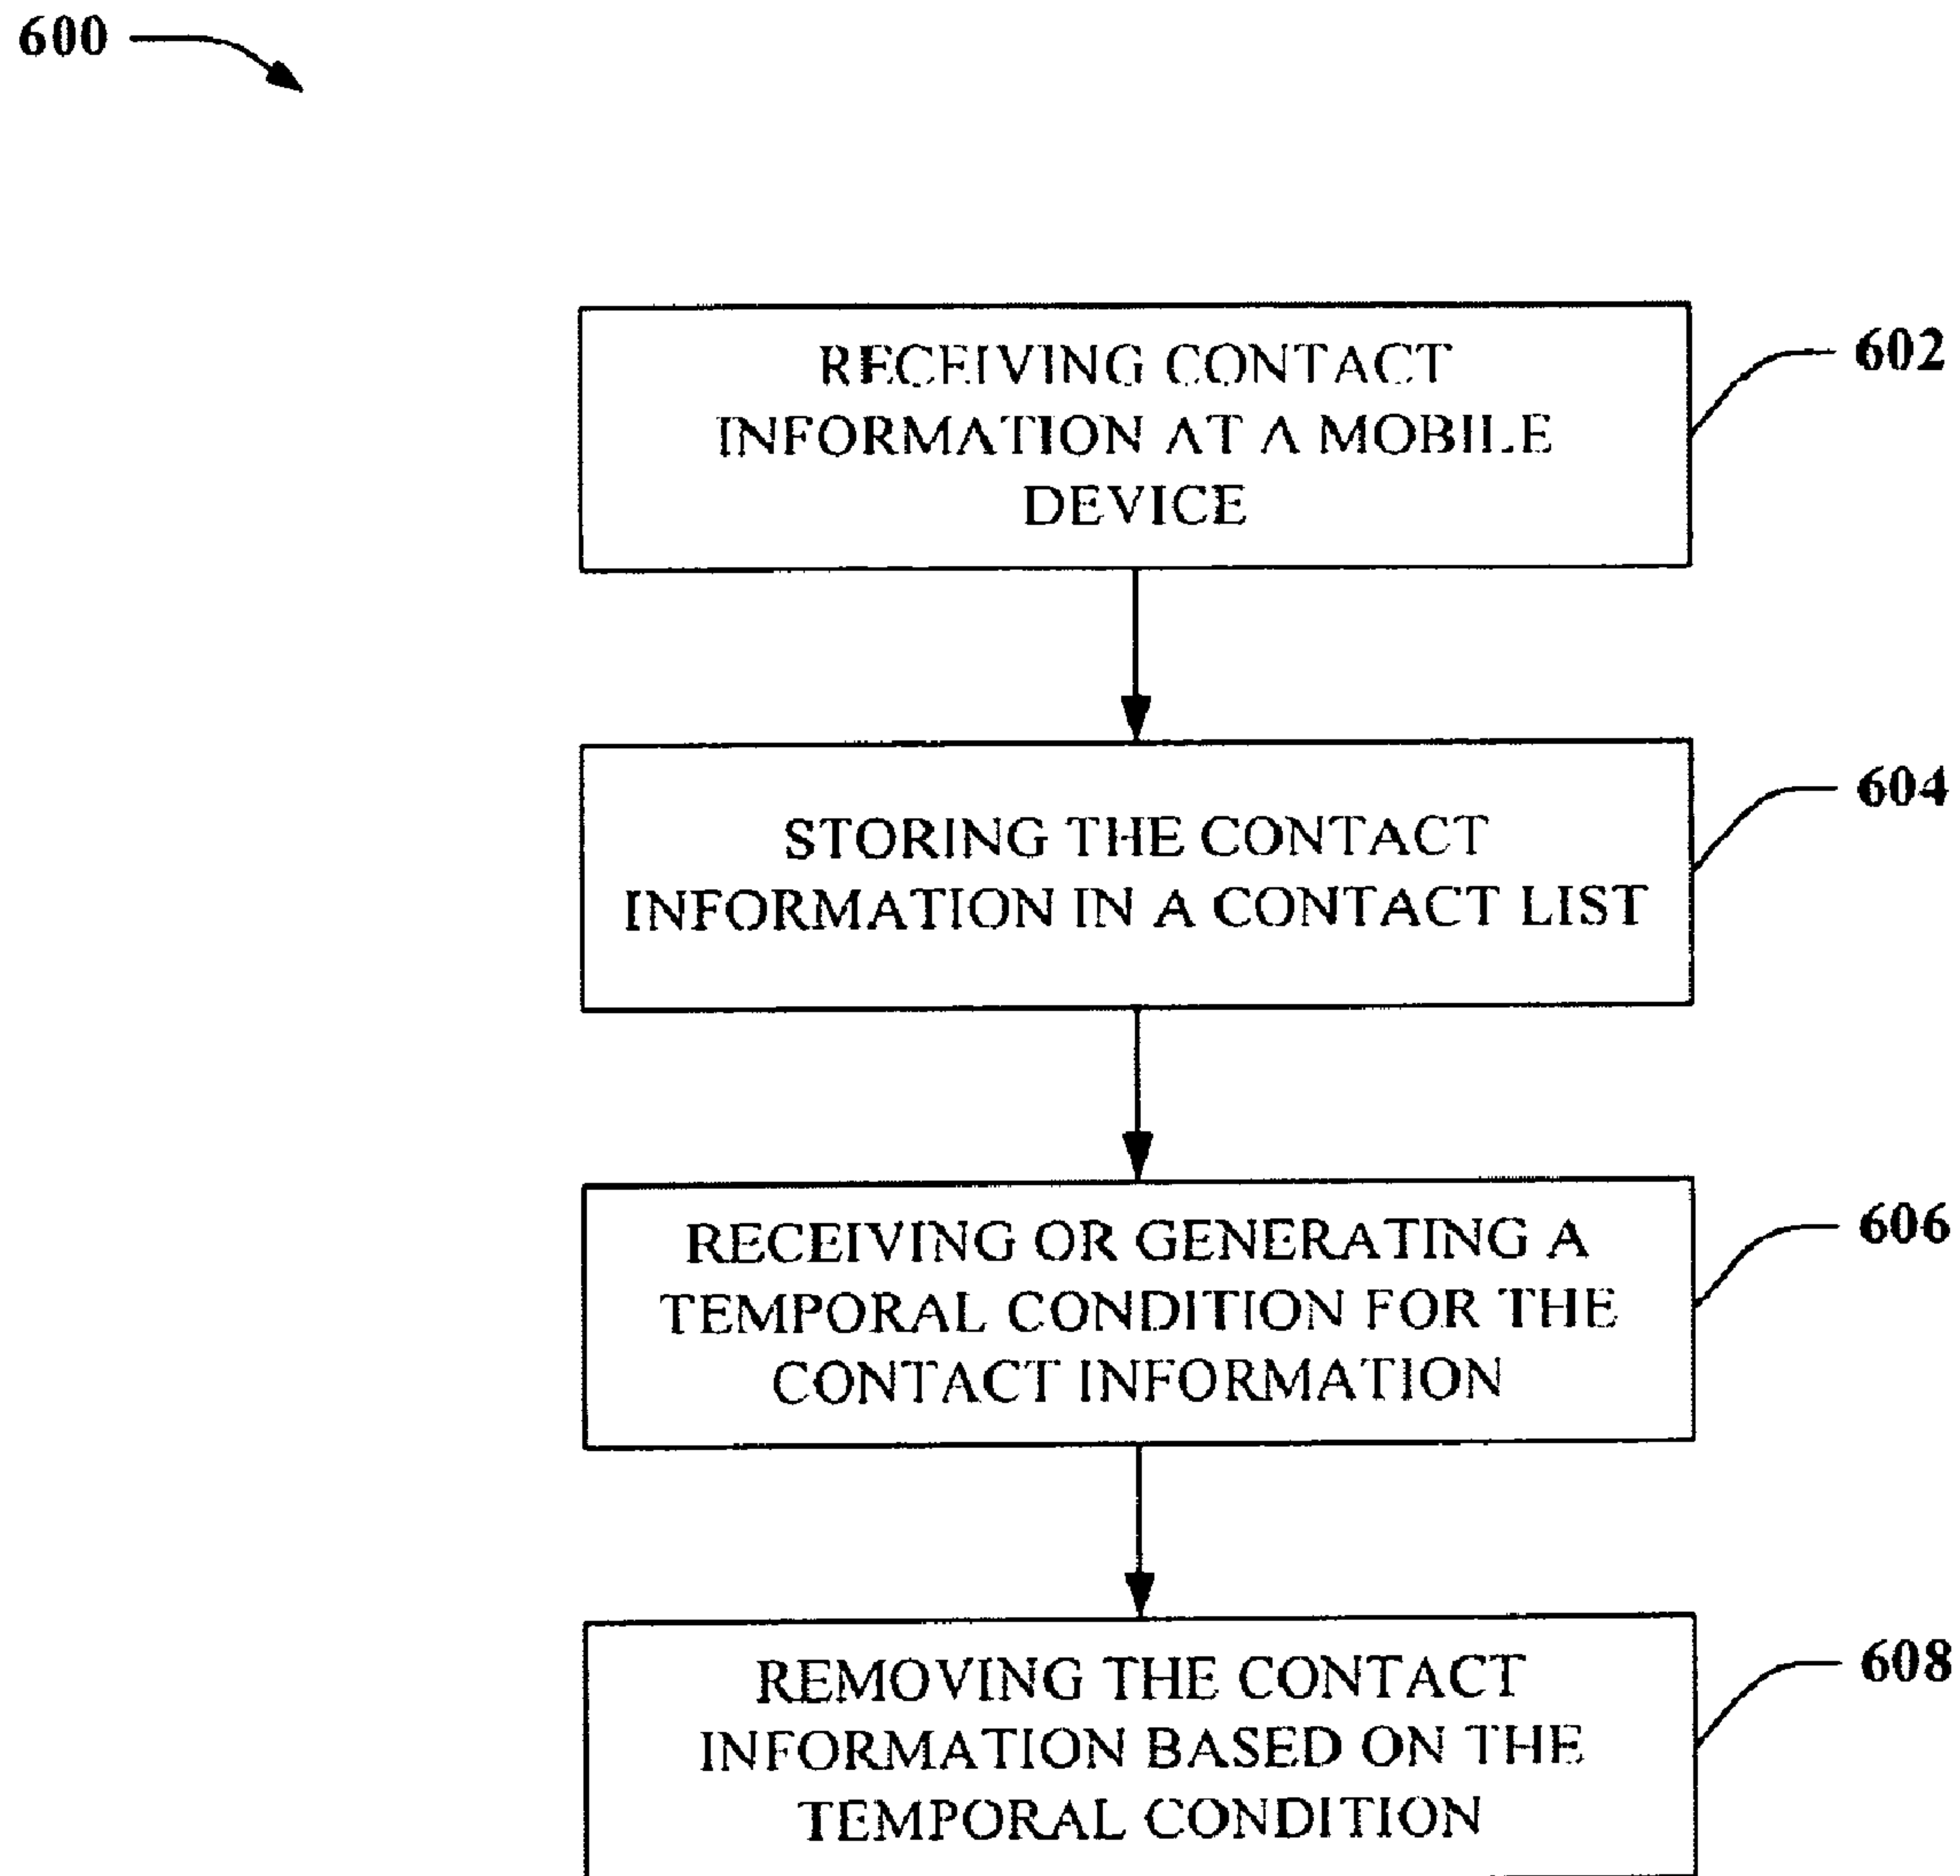 600
RECEIVING CONTACT
INFORMATION AT A MOBILE
DEVICE
602
STORING THE CONTACT
INFORMATION IN A CONTACT LIST
604
RECEIVING OR GENERATING A
TEMPORAL CONDITION FOR THE
CONTACT INFORMATION
606
REMOVING THE CONTACT
INFORMATION BASED ON THE
TEMPORAL CONDITION
608